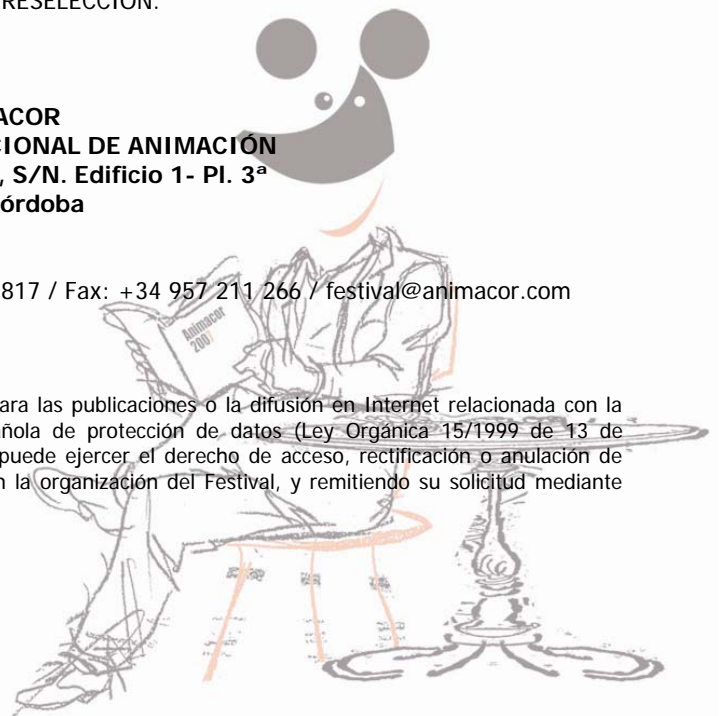 RESELECCIÓN.
ACOR
CIONAL DE ANIMACIÓN
, S/N. Edificio 1- Pl. 3ª
órdoba
817 / Fax: +34 957 211 266 / festival@animacor.com
Animacor
2007
ara las publicaciones o la difusión en Internet relacionada con la
ñola de protección de datos (Ley Orgánica 15/1999 de 13 de
puede ejercer el derecho de acceso, rectificación o anulación de
n la organización del Festival, y remitiendo su solicitud mediante